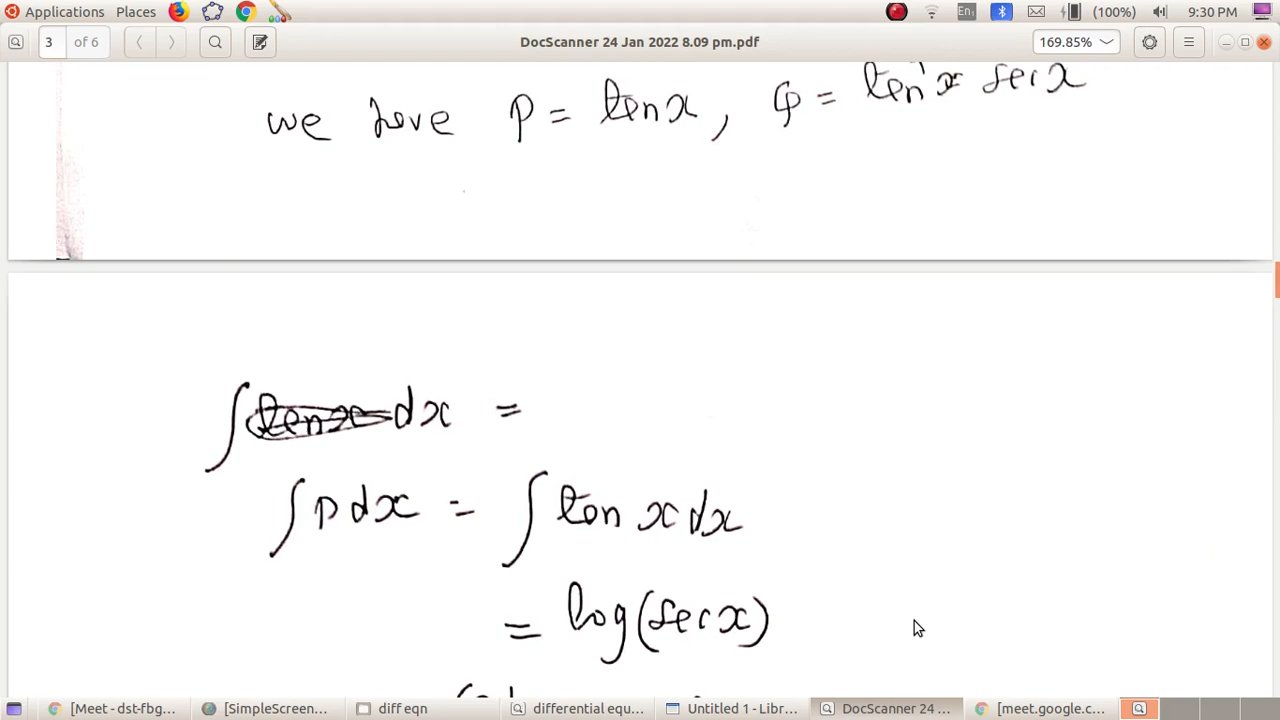 Applications Places En₁ (100%) 9:30 PM
3 of 6 DocScanner 24 Jan 2022 8.09 pm.pdf 169.85%
we have P = tan x, Q = sec x
∫ dx =
∫ P dx = ∫ tan x dx
= log(sec x)
[Meet - dst-fbg... [SimpleScreen... diff eqn differential equ... Untitled 1 - Libr... DocScanner 24 ... [meet.google.co...